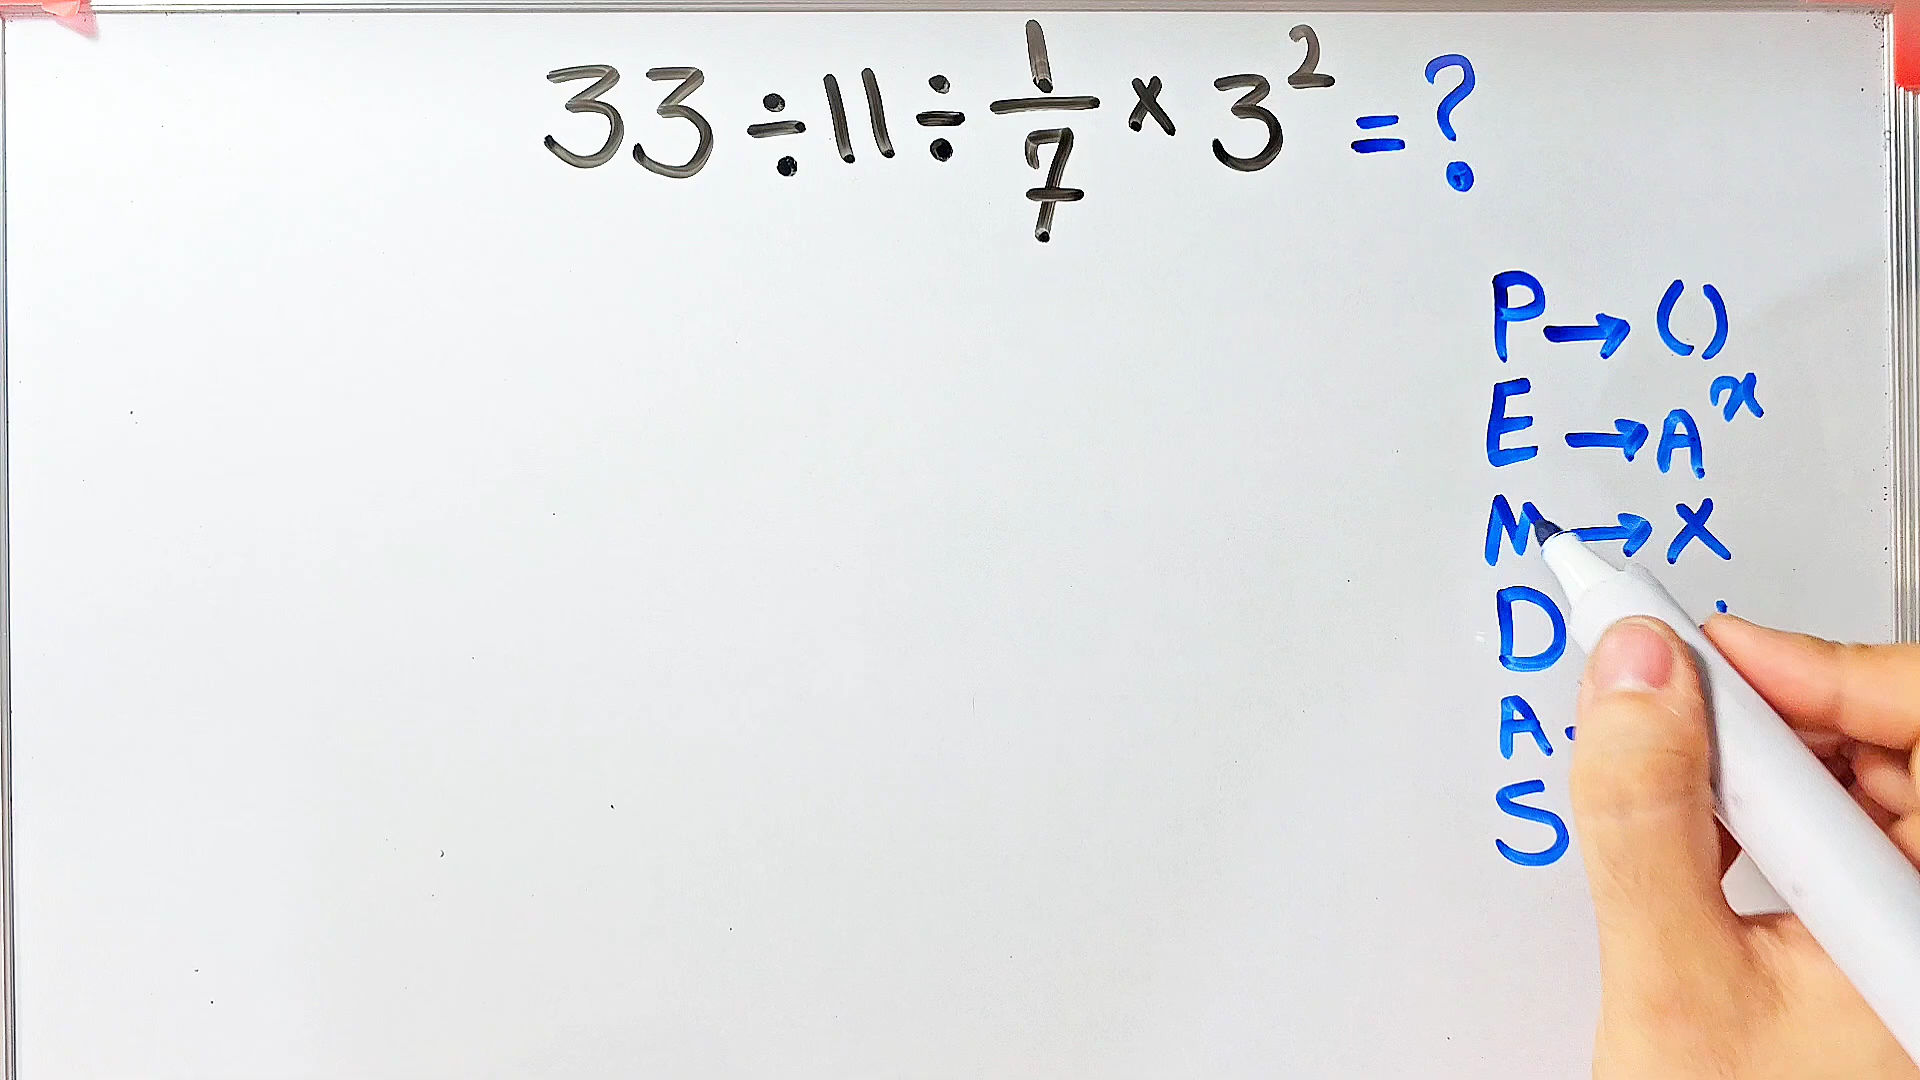 33 ÷ 11 ÷ 1/7 × 3² = ?
P → ()
E → Aˣ
M → X
D
A
S